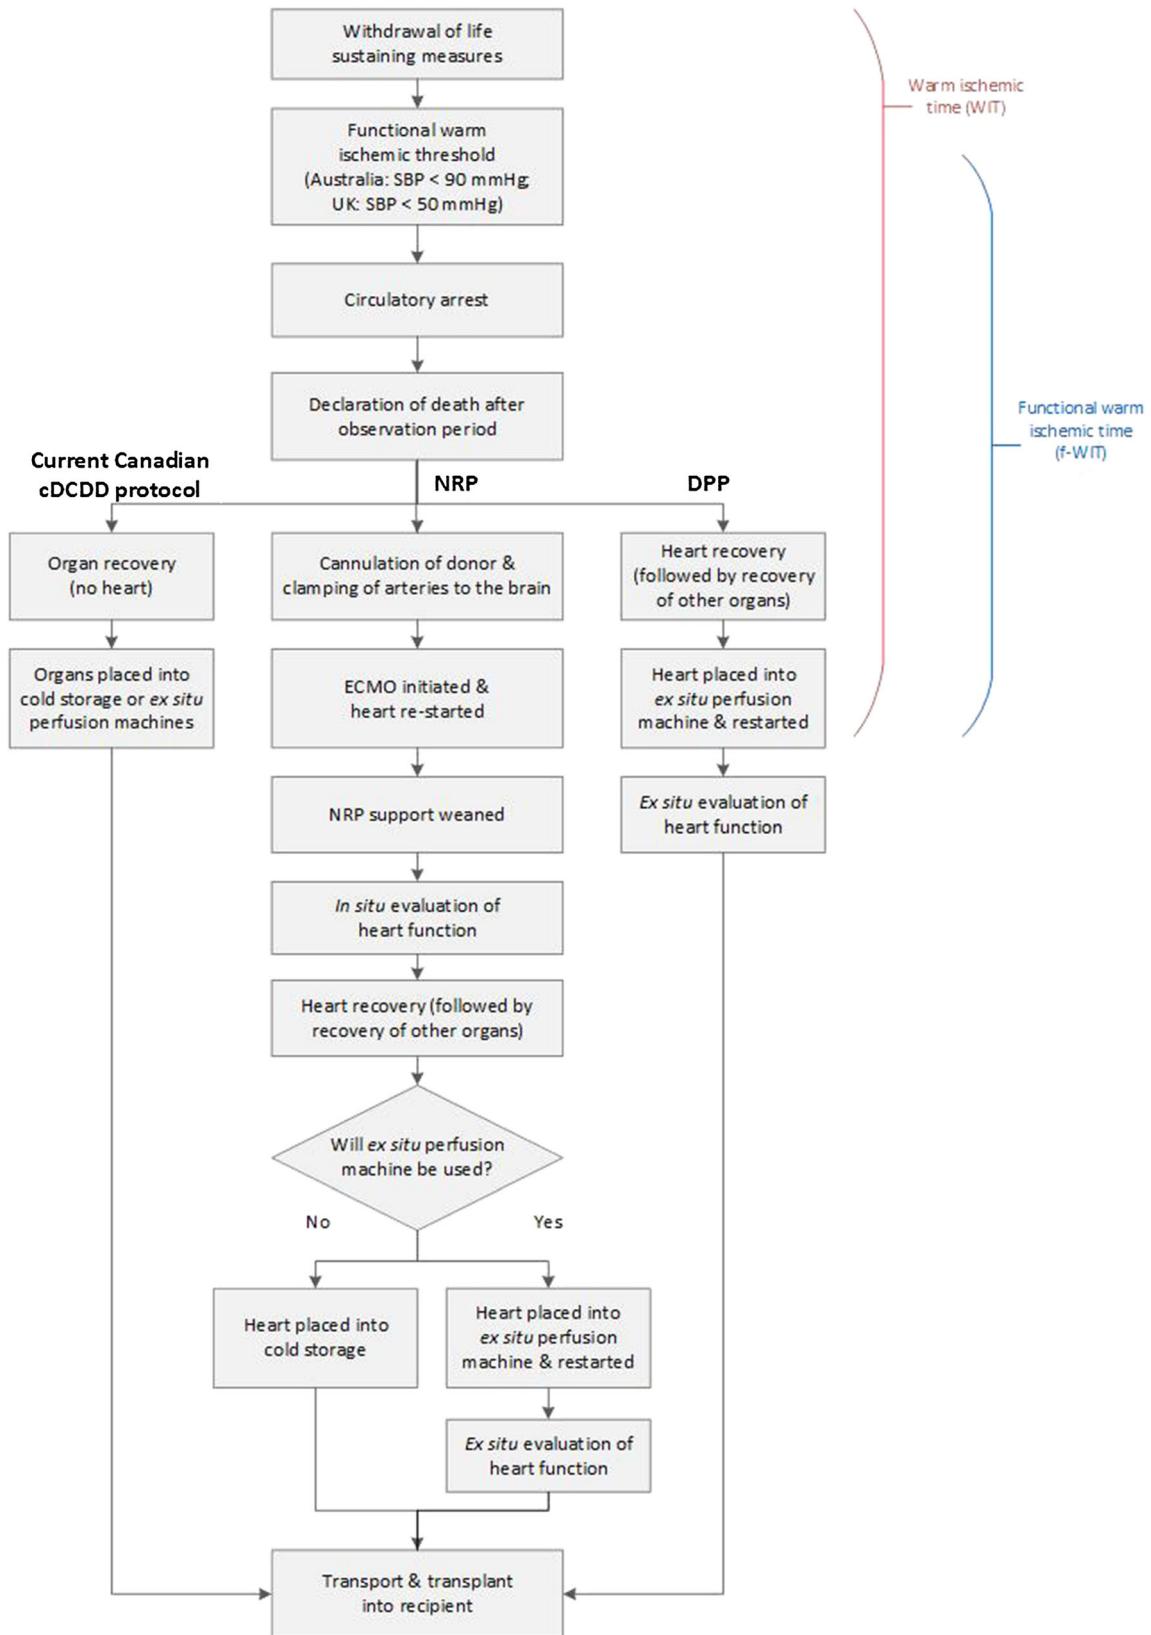 Withdrawal of life
sustaining measures
Warm ischemic
time (WIT)
Functional warm
ischemic threshold
(Australia: SBP < 90 mmHg;
UK: SBP < 50 mmHg)
Circulatory arrest
Declaration of death after
observation period
Functional warm
ischemic time
(f-WIT)
Current Canadian
cDCDD protocol
NRP
DPP
Organ recovery
(no heart)
Cannulation of donor &
clamping of arteries to the brain
Heart recovery
(followed by recovery
of other organs)
Organs placed into
cold storage or ex situ
perfusion machines
ECMO initiated &
heart re-started
Heart placed into
ex situ perfusion
machine & restarted
NRP support weaned
Ex situ evaluation of
heart function
In situ evaluation of
heart function
Heart recovery (followed by
recovery of other organs)
Will ex situ perfusion
machine be used?
No
Yes
Heart placed into
cold storage
Heart placed into
ex situ perfusion
machine & restarted
Ex situ evaluation of
heart function
Transport & transplant
into recipient